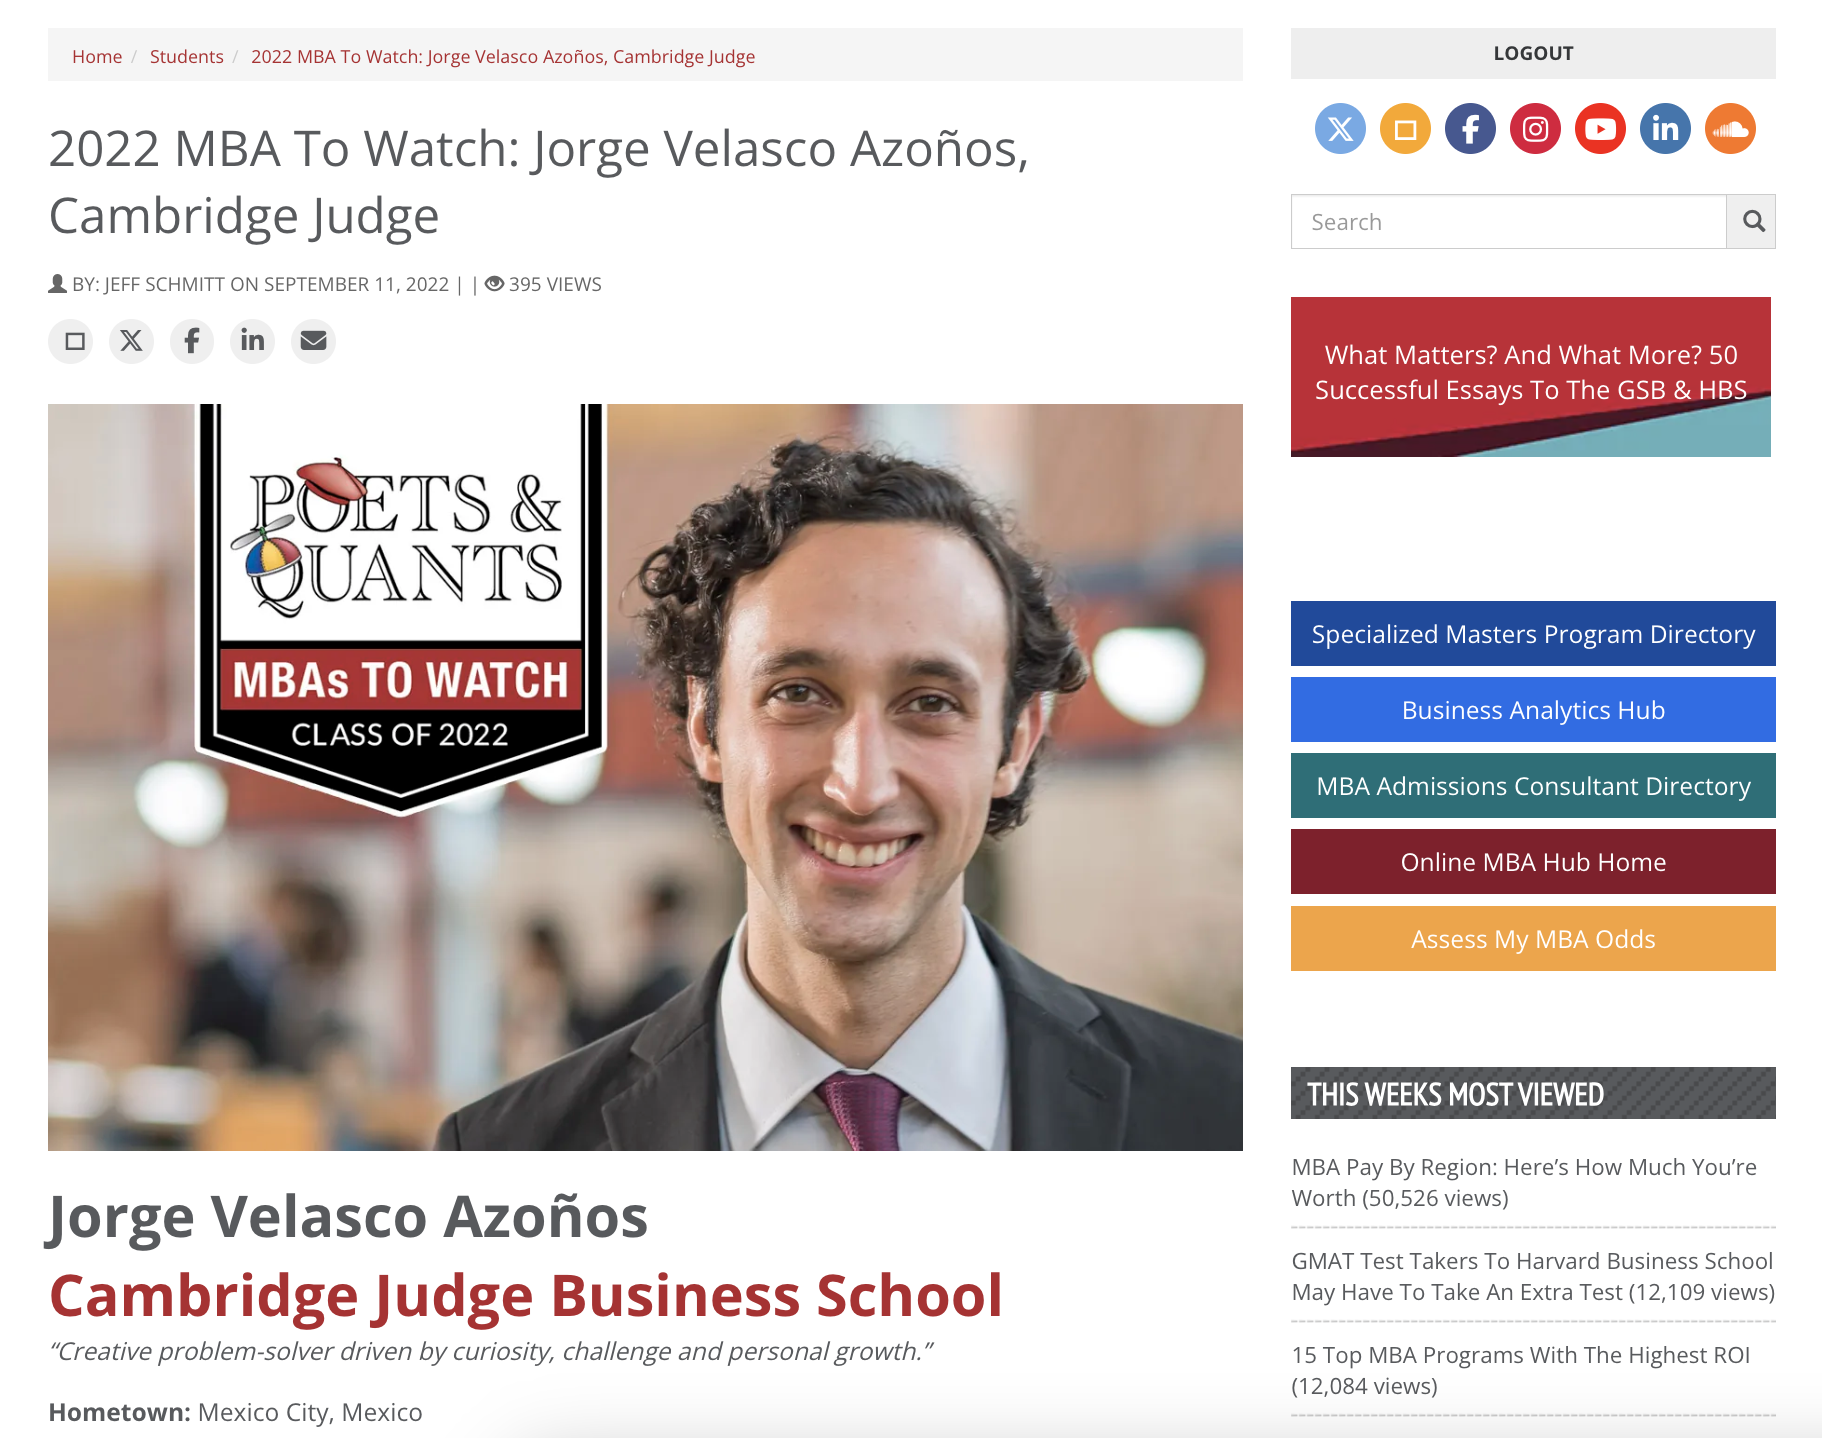 Home / Students / 2022 MBA To Watch: Jorge Velasco Azoños, Cambridge Judge
2022 MBA To Watch: Jorge Velasco Azoños,
Cambridge Judge
BY: JEFF SCHMITT ON SEPTEMBER 11, 2022 | | 395 VIEWS
POETS &
QUANTS
MBAs TO WATCH
CLASS OF 2022
Jorge Velasco Azoños
Cambridge Judge Business School
“Creative problem-solver driven by curiosity, challenge and personal growth.”
Hometown: Mexico City, Mexico
LOGOUT
Search
What Matters? And What More? 50
Successful Essays To The GSB & HBS
Specialized Masters Program Directory
Business Analytics Hub
MBA Admissions Consultant Directory
Online MBA Hub Home
Assess My MBA Odds
THIS WEEKS MOST VIEWED
MBA Pay By Region: Here’s How Much You’re
Worth (50,526 views)
GMAT Test Takers To Harvard Business School
May Have To Take An Extra Test (12,109 views)
15 Top MBA Programs With The Highest ROI
(12,084 views)